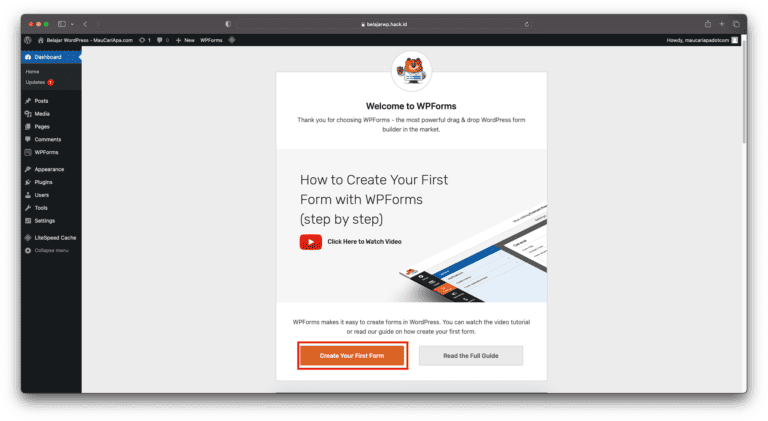 belajarwp.hack.id
Belajar WordPress - MauCariApa.com 1 0 + New WPForms
Howdy, maucariapadotcom
Dashboard
Home
Updates 1
Posts
Media
Pages
Comments
WPForms
Appearance
Plugins
Users
Tools
Settings
LiteSpeed Cache
Collapse menu
Welcome to WPForms
Thank you for choosing WPForms - the most powerful drag & drop WordPress form
builder in the market.
How to Create Your First
Form with WPForms
(step by step)
Click Here to Watch Video
WPForms makes it easy to create forms in WordPress. You can watch the video tutorial
or read our guide on how create your first form.
Create Your First Form
Read the Full Guide